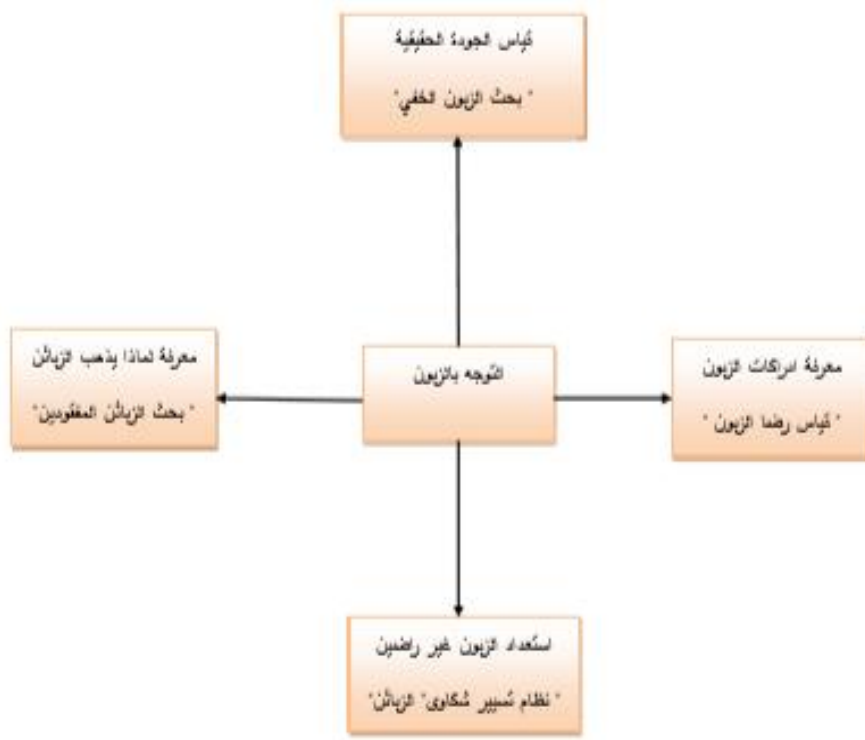 قياس الجودة الحقيقية
" بحث الزبون الخفي"
معرفة لماذا يذهب الزبائن
" بحث الزبائن المفقودين"
التوجه بالزبون
معرفة ادراكات الزبون
" قياس رضا الزبون "
استعداد الزبون غير راضين
" نظام تسيير شكاوى" الزبائن"